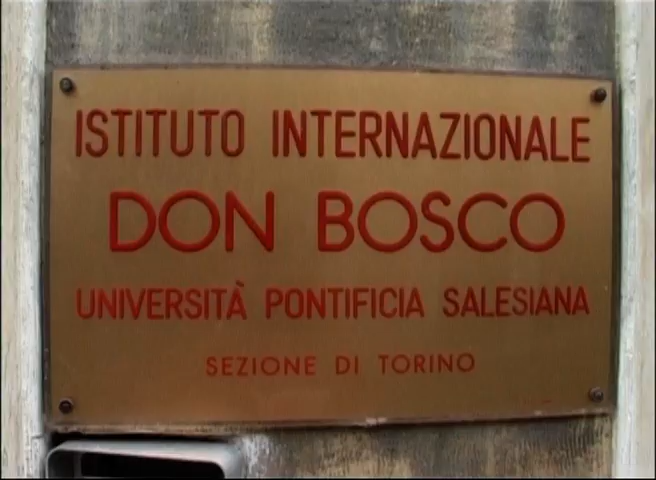 ISTITUTO INTERNAZIONALE
DON BOSCO
UNIVERSITÀ PONTIFICIA SALESIANA
SEZIONE DI TORINO